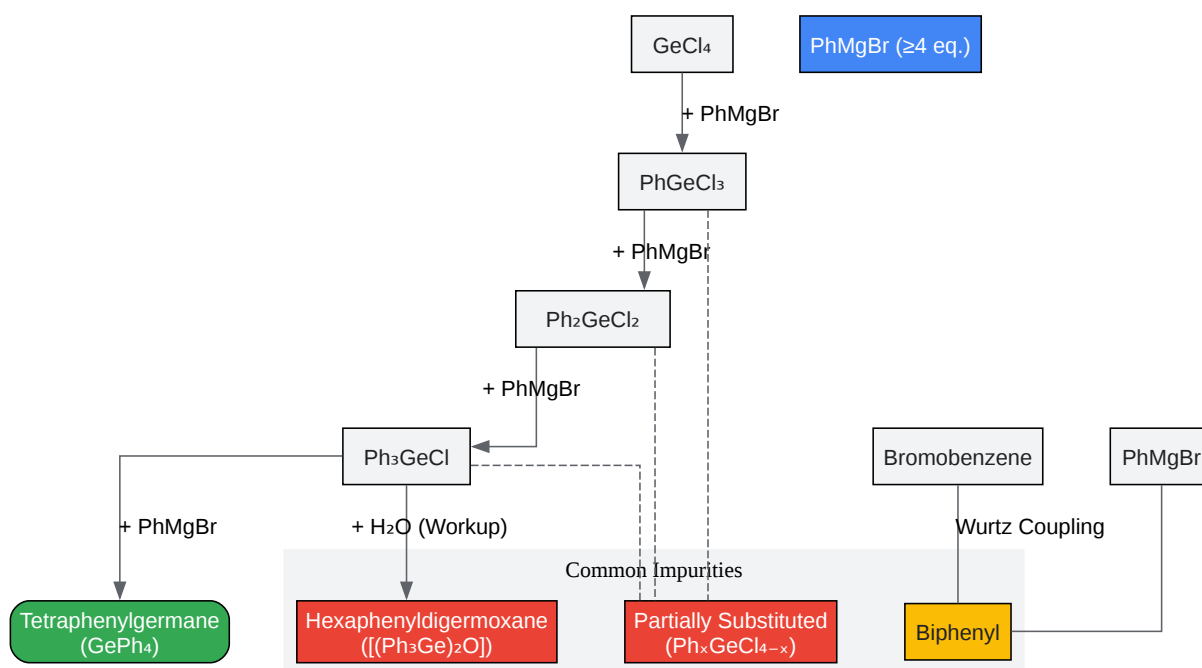 GeCl₄
PhMgBr (≥4 eq.)
+ PhMgBr
PhGeCl₃
+ PhMgBr
Ph₂GeCl₂
+ PhMgBr
Ph₃GeCl
Bromobenzene
PhMgBr
+ PhMgBr
+ H₂O (Workup)
Wurtz Coupling
Common Impurities
Tetraphenylgermane
(GePh₄)
Hexaphenyldigermoxane
([(Ph₃Ge)₂O])
Partially Substituted
(PhₓGeCl₄₋ₓ)
Biphenyl